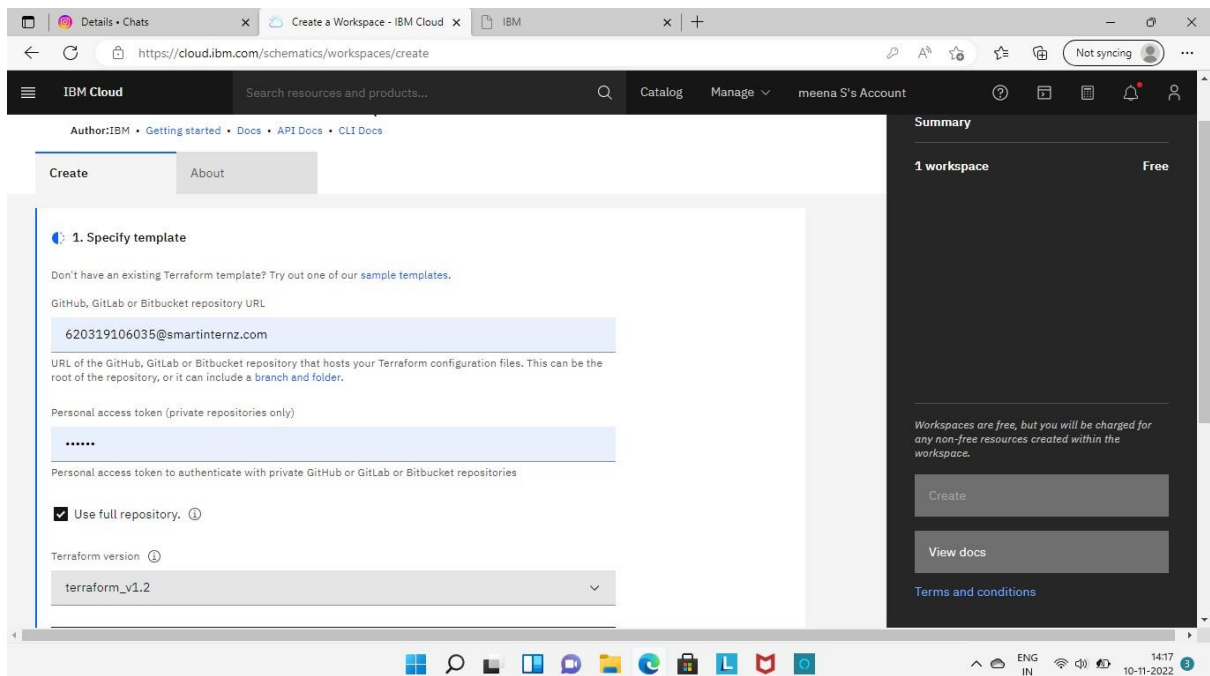 Details • Chats
Create a Workspace - IBM Cloud
IBM
https://cloud.ibm.com/schematics/workspaces/create
Not syncing
IBM Cloud
Search resources and products...
Catalog
Manage
meena S's Account
Author:IBM • Getting started • Docs • API Docs • CLI Docs
Summary
Create
About
1 workspace
Free
1. Specify template
Don't have an existing Terraform template? Try out one of our sample templates.
GitHub, GitLab or Bitbucket repository URL
620319106035@smartinternz.com
URL of the GitHub, GitLab or Bitbucket repository that hosts your Terraform configuration files. This can be the
root of the repository, or it can include a branch and folder.
Personal access token (private repositories only)
••••••
Personal access token to authenticate with private GitHub or GitLab or Bitbucket repositories
Use full repository.
Terraform version
terraform_v1.2
Workspaces are free, but you will be charged for
any non-free resources created within the
workspace.
Create
View docs
Terms and conditions
L
ENG
IN
14:17
10-11-2022
3